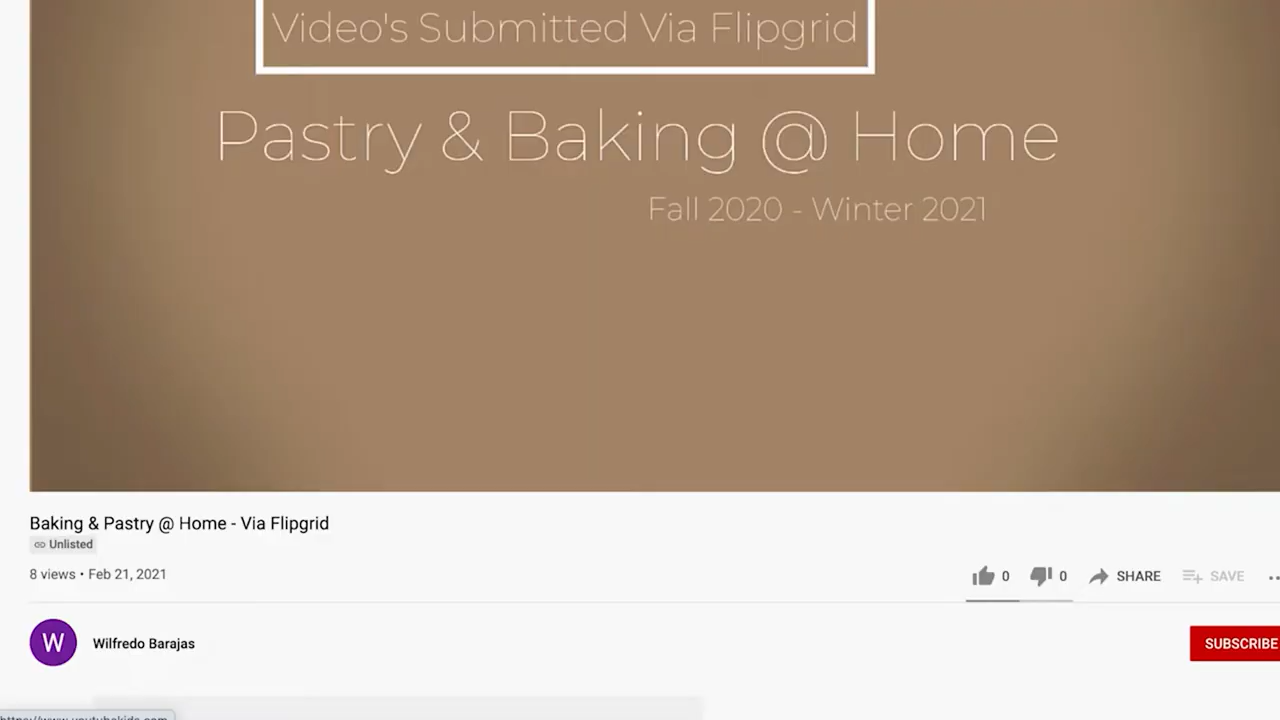 Video's Submitted Via Flipgrid
Pastry & Baking @ Home
Fall 2020 - Winter 2021
Baking & Pastry @ Home - Via Flipgrid
Unlisted
8 views • Feb 21, 2021
0
0
SHARE
SAVE
W
Wilfredo Barajas
SUBSCRIBE